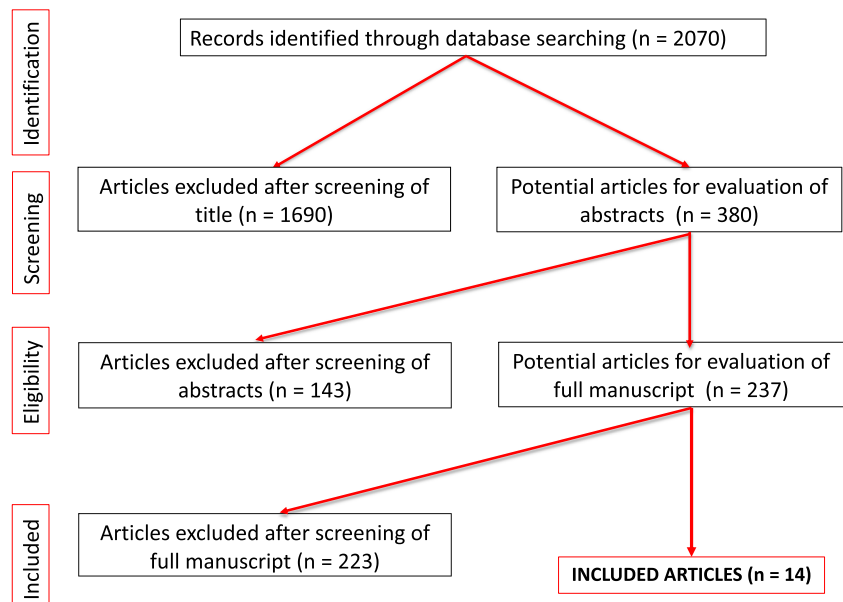 Identification
Records identified through database searching (n = 2070)
Screening
Articles excluded after screening of
title (n = 1690)
Potential articles for evaluation of
abstracts (n = 380)
Eligibility
Articles excluded after screening of
abstracts (n = 143)
Potential articles for evaluation of
full manuscript (n = 237)
Included
Articles excluded after screening of
full manuscript (n = 223)
INCLUDED ARTICLES (n = 14)